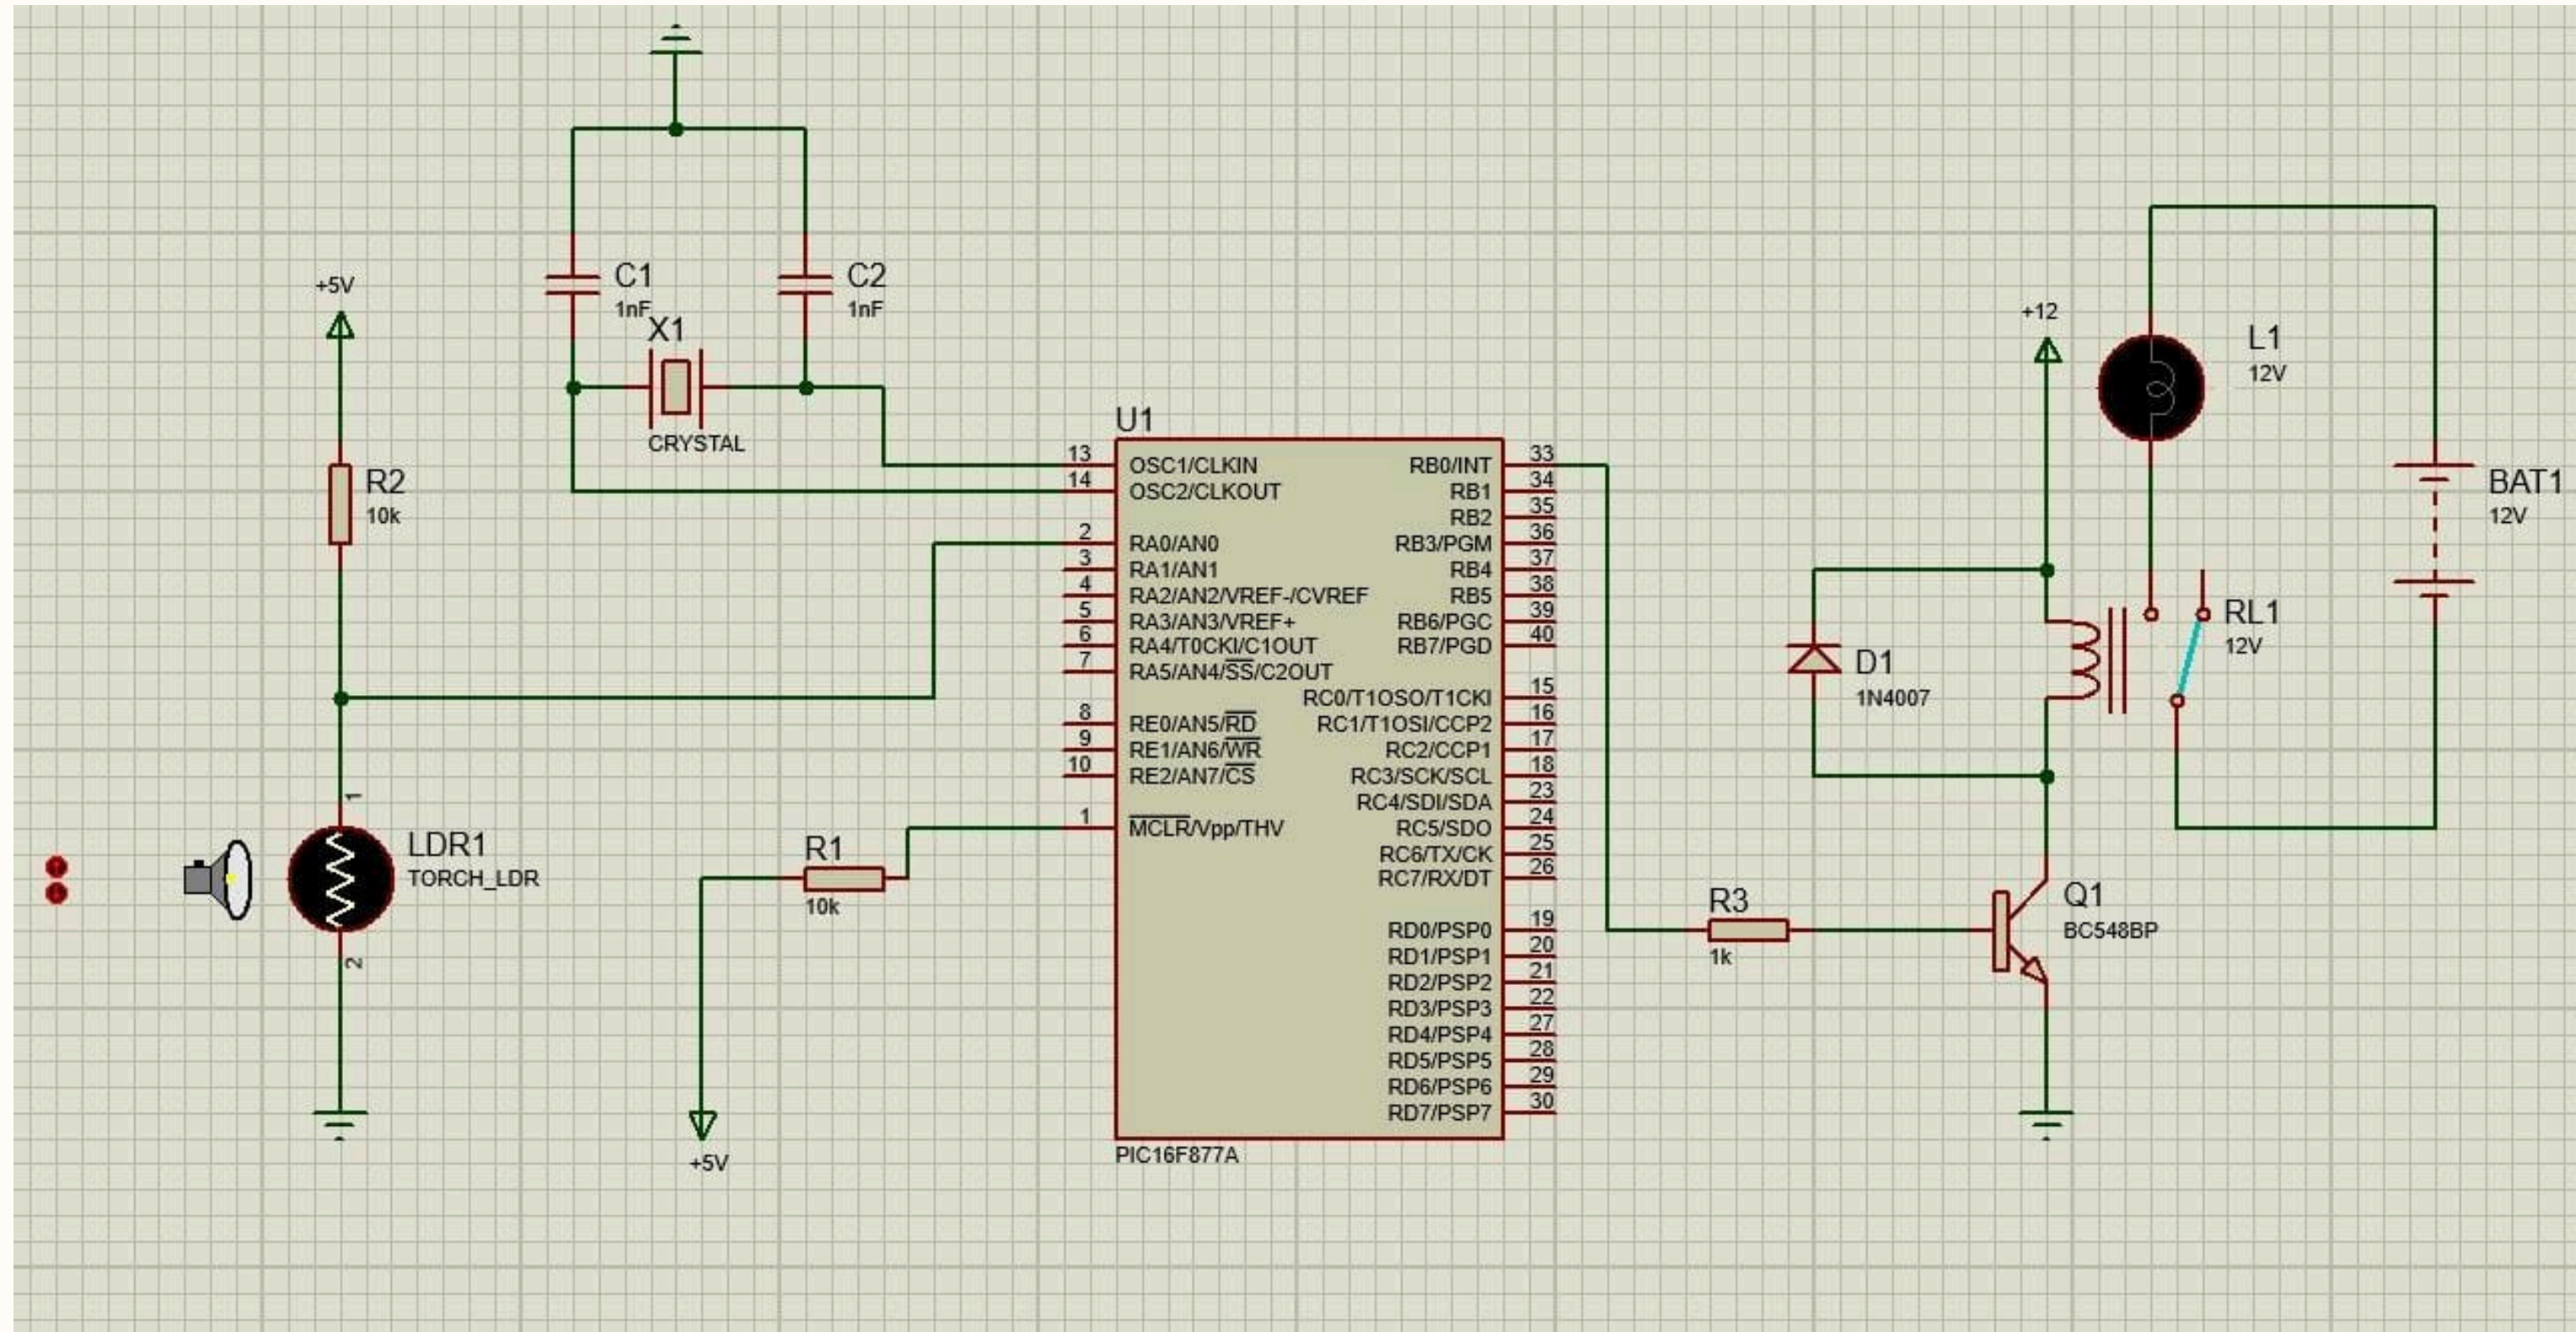 +5V
R2
10k
C1
1nF
C2
1nF
X1
CRYSTAL
LDR1
TORCH_LDR
1
2
R1
10k
+5V
U1
13
OSC1/CLKIN
14
OSC2/CLKOUT
2
RA0/AN0
3
RA1/AN1
4
RA2/AN2/VREF-/CVREF
5
RA3/AN3/VREF+
6
RA4/T0CKI/C1OUT
7
RA5/AN4/SS/C2OUT
8
RE0/AN5/RD
9
RE1/AN6/WR
10
RE2/AN7/CS
1
MCLR/Vpp/THV
RB0/INT
33
RB1
34
RB2
35
RB3/PGM
36
RB4
37
RB5
38
RB6/PGC
39
RB7/PGD
40
RC0/T1OSO/T1CKI
15
RC1/T1OSI/CCP2
16
RC2/CCP1
17
RC3/SCK/SCL
18
RC4/SDI/SDA
23
RC5/SDO
24
RC6/TX/CK
25
RC7/RX/DT
26
RD0/PSP0
19
RD1/PSP1
20
RD2/PSP2
21
RD3/PSP3
22
RD4/PSP4
27
RD5/PSP5
28
RD6/PSP6
29
RD7/PSP7
30
PIC16F877A
R3
1k
D1
1N4007
+12
L1
12V
RL1
12V
BAT1
12V
Q1
BC548BP